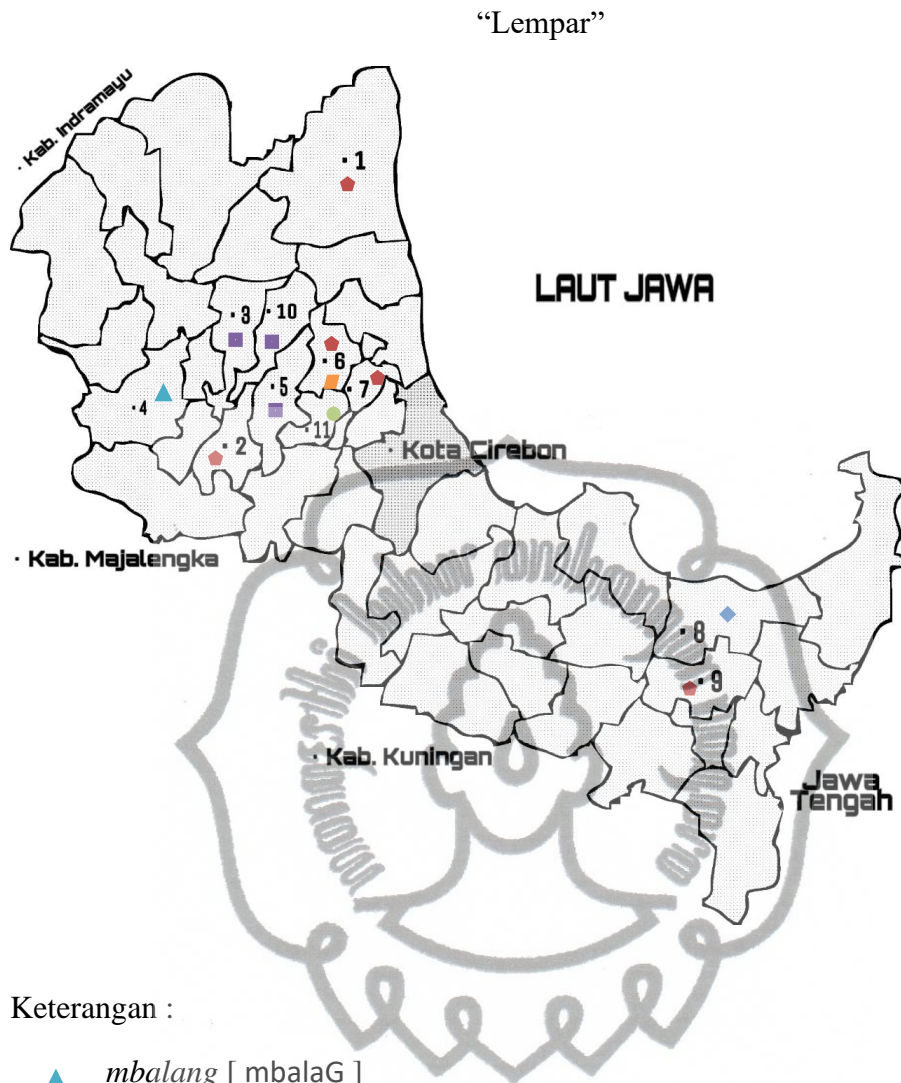 “Lempar”
· Kab. Indramayu
· 1
LAUT JAWA
· 3
· 10
· 6
· 5
· 7
· 4
· 11
· 2
· Kota Cirebon
· Kab. Majalengka
· 8
· 9
· Kab. Kuningan
Jawa
Tengah
Keterangan :
mbalang [ mbalaG ]